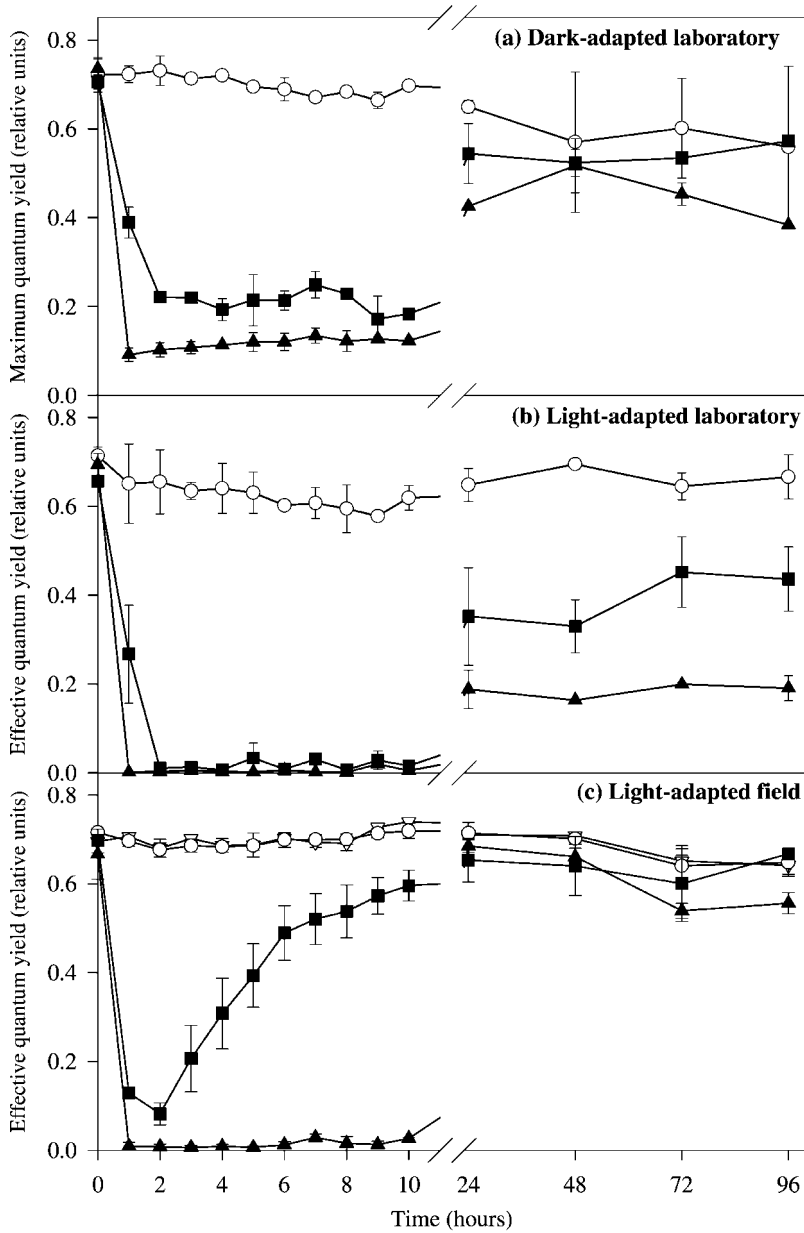 0.8
(a) Dark-adapted laboratory
0.6
0.4
0.2
0.0
Maximum quantum yield (relative units)
(b) Light-adapted laboratory
0.8
0.6
0.4
0.2
0.0
Effective quantum yield (relative units)
(c) Light-adapted field
0.8
0.6
0.4
0.2
0.0
Effective quantum yield (relative units)
0 2 4 6 8 10 24 48 72 96
Time (hours)